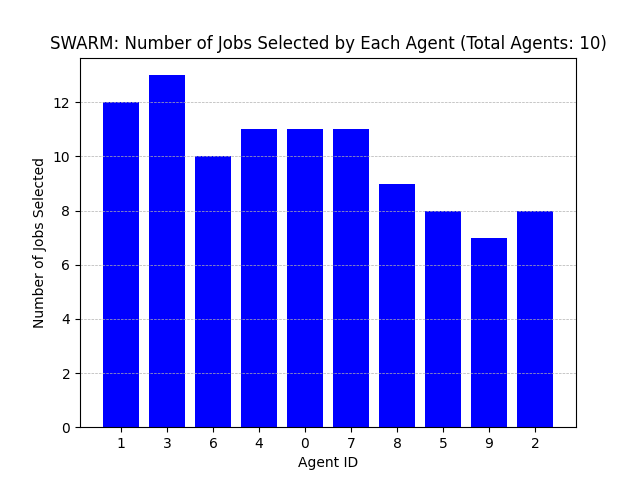 SWARM: Number of Jobs Selected by Each Agent (Total Agents: 10)
12
10
8
6
4
2
0
Number of Jobs Selected
1 3 6 4 0 7 8 5 9 2
Agent ID